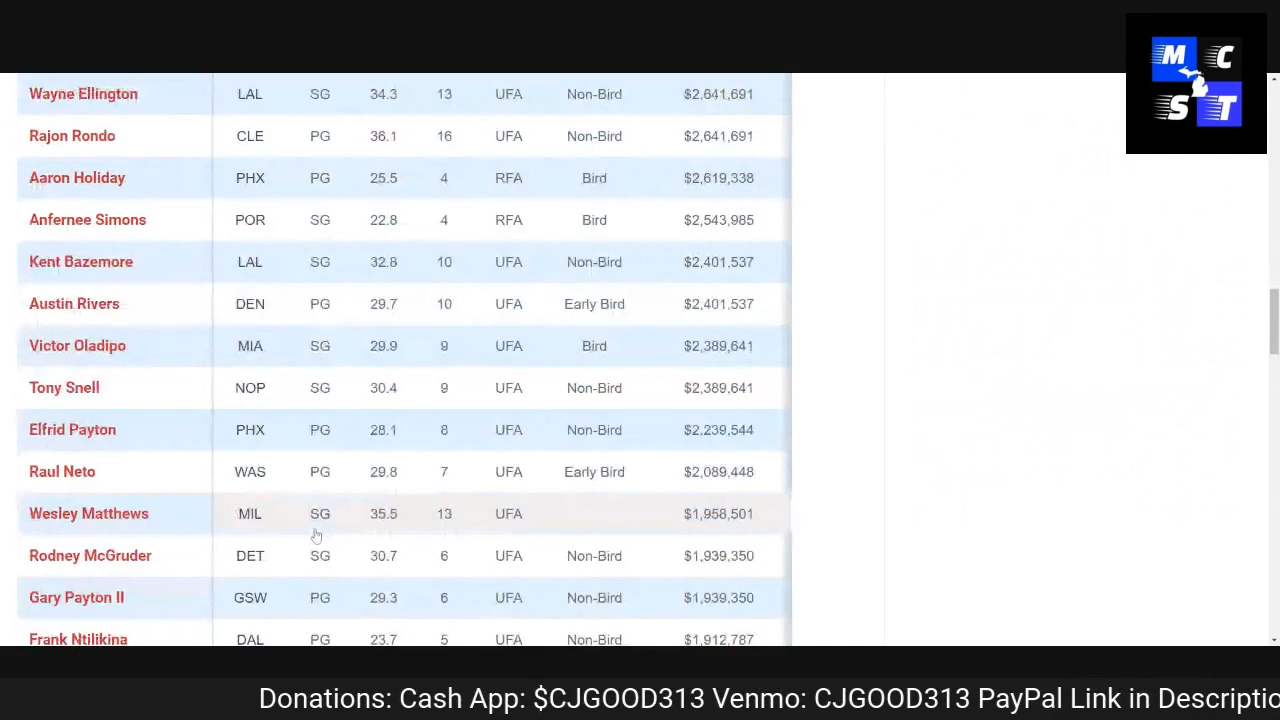 M C
S T
Wayne Ellington LAL SG 34.3 13 UFA Non-Bird $2,641,691
Rajon Rondo CLE PG 36.1 16 UFA Non-Bird $2,641,691
Aaron Holiday PHX PG 25.5 4 RFA Bird $2,619,338
Anfernee Simons POR SG 22.8 4 RFA Bird $2,543,985
Kent Bazemore LAL SG 32.8 10 UFA Non-Bird $2,401,537
Austin Rivers DEN PG 29.7 10 UFA Early Bird $2,401,537
Victor Oladipo MIA SG 29.9 9 UFA Bird $2,389,641
Tony Snell NOP SG 30.4 9 UFA Non-Bird $2,389,641
Elfrid Payton PHX PG 28.1 8 UFA Non-Bird $2,239,544
Raul Neto WAS PG 29.8 7 UFA Early Bird $2,089,448
Wesley Matthews MIL SG 35.5 13 UFA $1,958,501
Rodney McGruder DET SG 30.7 6 UFA Non-Bird $1,939,350
Gary Payton II GSW PG 29.3 6 UFA Non-Bird $1,939,350
Frank Ntilikina DAL PG 23.7 5 UFA Non-Bird $1,912,787
Donations: Cash App: $CJGOOD313 Venmo: CJGOOD313 PayPal Link in Descriptio